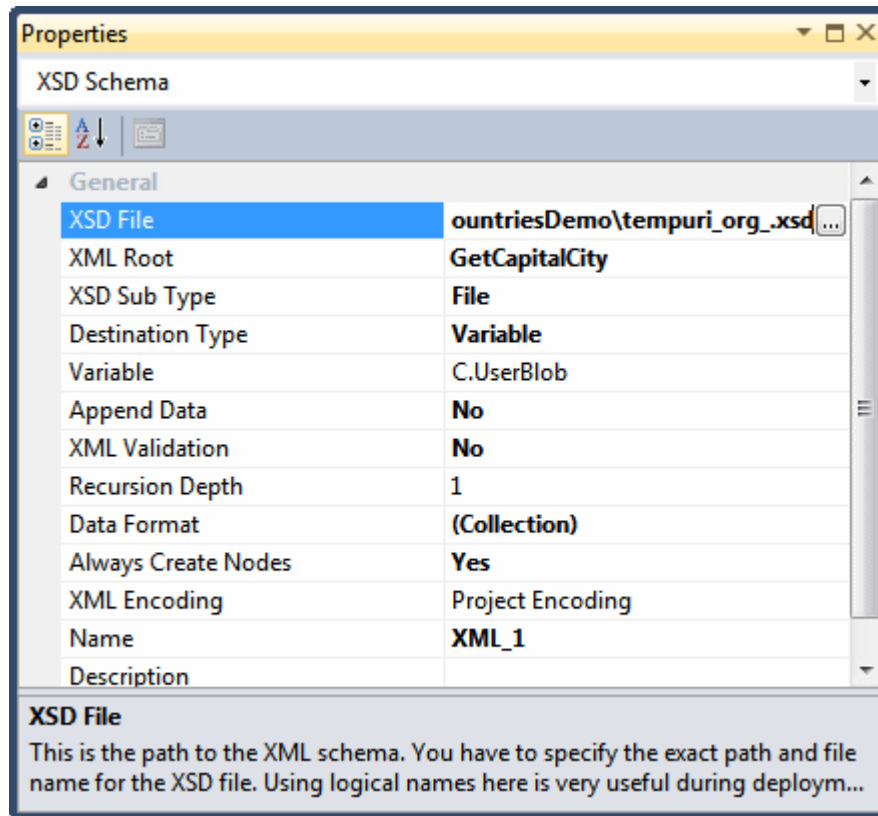 Properties
XSD Schema
General
XSD File ountriesDemo\tempuri_org_.xsd ...
XML Root GetCapitalCity
XSD Sub Type File
Destination Type Variable
Variable C.UserBlob
Append Data No
XML Validation No
Recursion Depth 1
Data Format (Collection)
Always Create Nodes Yes
XML Encoding Project Encoding
Name XML_1
Description
XSD File
This is the path to the XML schema. You have to specify the exact path and file
name for the XSD file. Using logical names here is very useful during deploym...